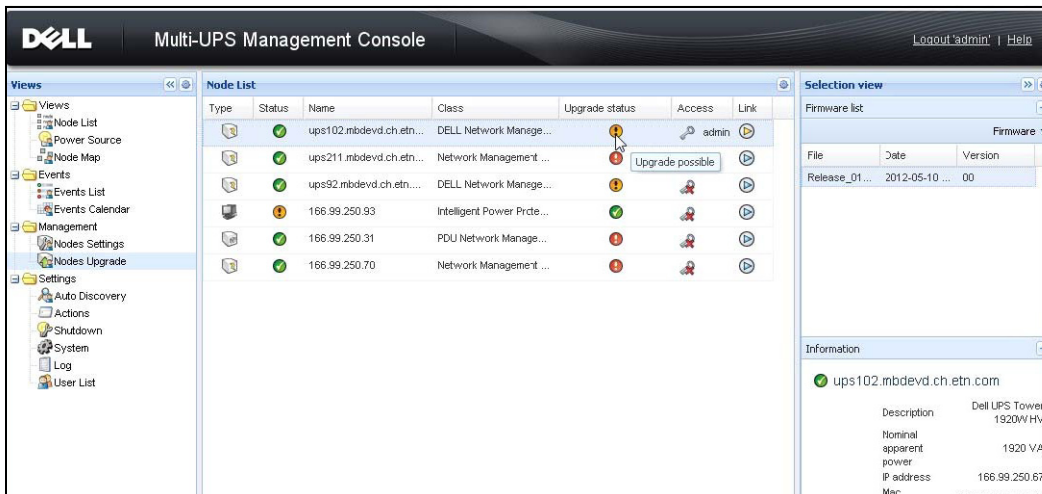 DELL Multi-UPS Management Console Logout 'admin' | Help
Views
Views
Node List
Power Source
Node Map
Events
Events List
Events Calendar
Management
Nodes Settings
Nodes Upgrade
Settings
Auto Discovery
Actions
Shutdown
System
Log
User List
Node List
Type Status Name Class Upgrade status Access Link
ups102.mbdevd.ch.etn... DELL Network Manage... admin
Upgrade possible
ups211.mbdevd.ch.etn... Network Management ...
ups92.mbdevd.ch.etn.... DELL Network Manage...
166.99.250.93 Intelligent Power Prote...
166.99.250.31 PDU Network Manage...
166.99.250.70 Network Management ...
Selection view
Firmware list
Firmware
File Date Version
Release_01... 2012-05-10 ... 00
Information
ups102.mbdevd.ch.etn.com
Description Dell UPS Tower
1920W HV
Nominal
apparent
power
1920 VA
IP address 166.99.250.67
Mac